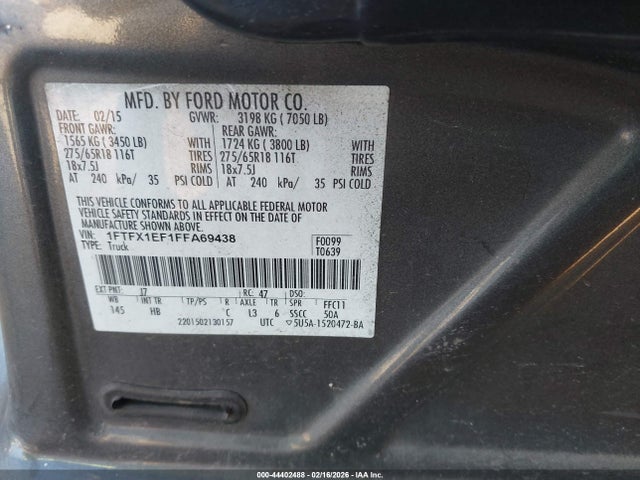 MFD. BY FORD MOTOR CO.
DATE: 02/15 GVWR: 3198 KG ( 7050 LB)
FRONT GAWR: REAR GAWR:
1565 KG ( 3450 LB) WITH 1724 KG ( 3800 LB) WITH
275/65R18 116T TIRES 275/65R18 116T TIRES
18x7.5J RIMS 18x7.5J RIMS
AT 240 kPa/ 35 PSI COLD AT 240 kPa/ 35 PSI COLD
THIS VEHICLE CONFORMS TO ALL APPLICABLE FEDERAL MOTOR
VEHICLE SAFETY STANDARDS IN EFFECT ON THE DATE OF
MANUFACTURE SHOWN ABOVE.
VIN: 1FTFX1EF1FFA69438 F0099
TYPE: Truck T0639
EXT PNT: J7 RC: 47 DSO:
WB INT TR TP/PS R AXLE TR SPR FFC11
145 HB C L3 6 SSCC 50A
2201502130157 UTC ▽5U5A-1520472-BA
000-44402488 - 02/16/2026 - IAAI.COM